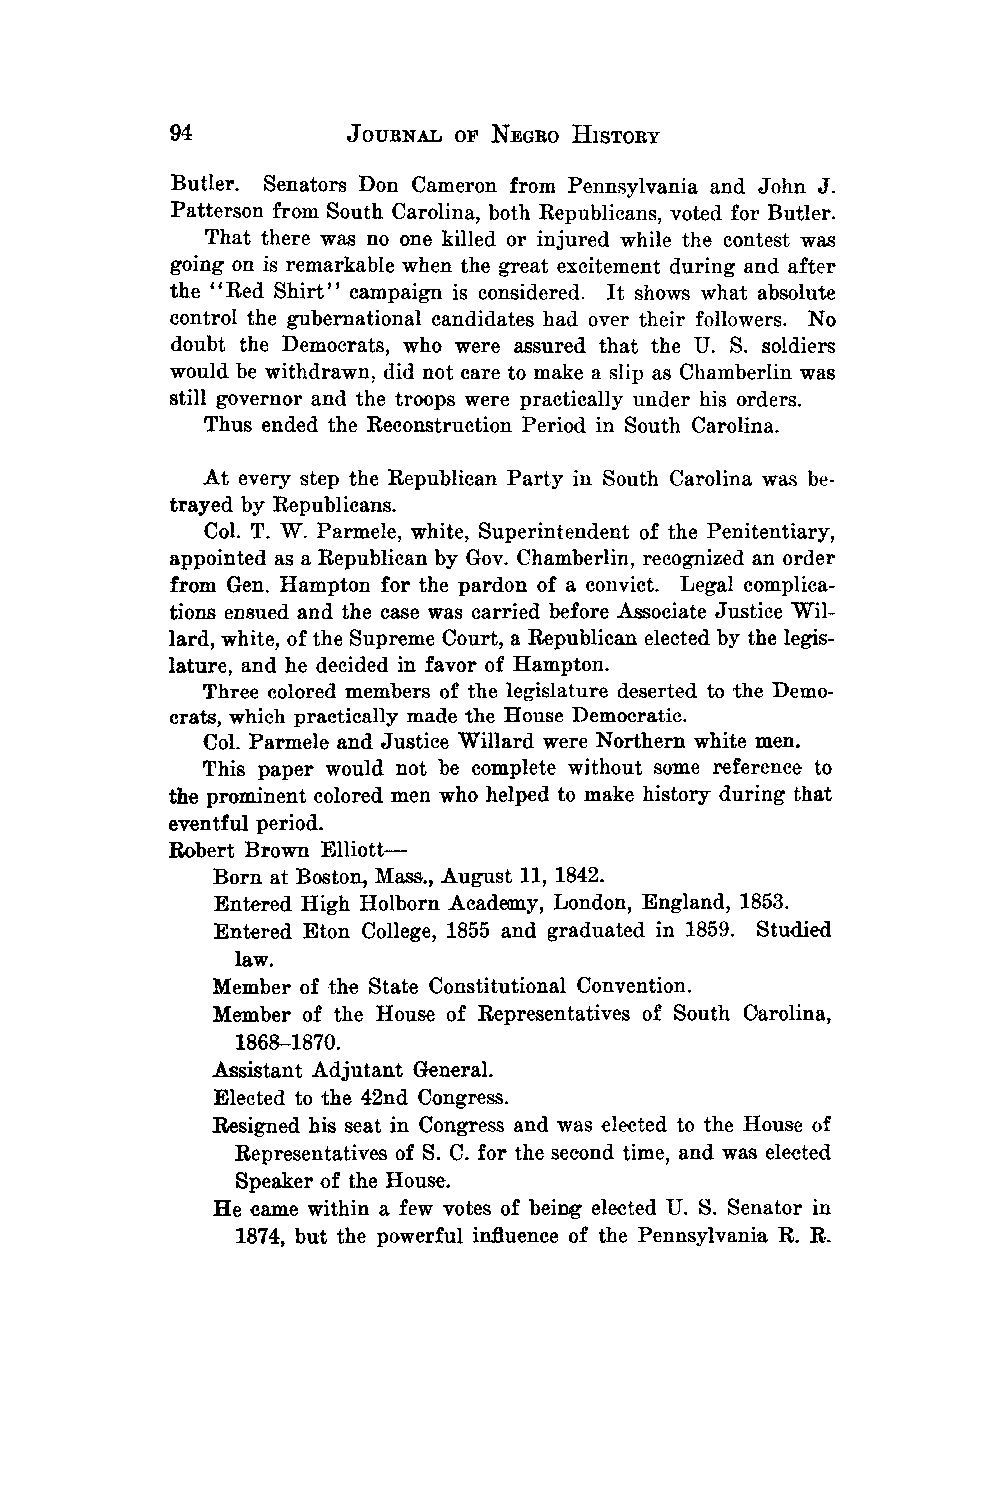 94 JOURNAL OF NEGRO HISTORY
Butler. Senators Don Cameron from Pennsylvania and John J.
Patterson from South Carolina, both Republicans, voted for Butler.
That there was no one killed or injured while the contest was
going on is remarkable when the great excitement during and after
the "Red Shirt" campaign is considered. It shows what absolute
control the gubernational candidates had over their followers. No
doubt the Democrats, who were assured that the U. S. soldiers
would be withdrawn, did not care to make a slip as Chamberlin was
still governor and the troops were practically under his orders.
Thus ended the Reconstruction Period in South Carolina.
At every step the Republican Party in South Carolina was be-
trayed by Republicans.
Col. T. W. Parmele, white, Superintendent of the Penitentiary,
appointed as a Republican by Gov. Chamberlin, recognized an order
from Gen. Hampton for the pardon of a convict. Legal complica-
tions ensued and the case was carried before Associate Justice Wil-
lard, white, of the Supreme Court, a Republican elected by the legis-
lature, and he decided in favor of Hampton.
Three colored members of the legislature deserted to the Demo-
crats, which practically made the House Democratic.
Col. Parmele and Justice Willard were Northern white men.
This paper would not be complete without some reference to
the prominent colored men who helped to make history during that
eventful period.
Robert Brown Elliott—
Born at Boston, Mass., August 11, 1842.
Entered High Holborn Academy, London, England, 1853.
Entered Eton College, 1855 and graduated in 1859. Studied
law.
Member of the State Constitutional Convention.
Member of the House of Representatives of South Carolina,
1868–1870.
Assistant Adjutant General.
Elected to the 42nd Congress.
Resigned his seat in Congress and was elected to the House of
Representatives of S. C. for the second time, and was elected
Speaker of the House.
He came within a few votes of being elected U. S. Senator in
1874, but the powerful influence of the Pennsylvania R. R.